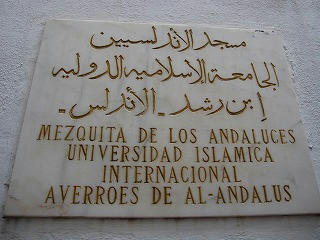 مسجد الأندلسيين
الجامعة الإسلامية الدولية
إبن رشد - الأندلس -
MEZQUITA DE LOS ANDALUCES
UNIVERSIDAD ISLAMICA
INTERNACIONAL
AVERROES DE AL-ANDALUS